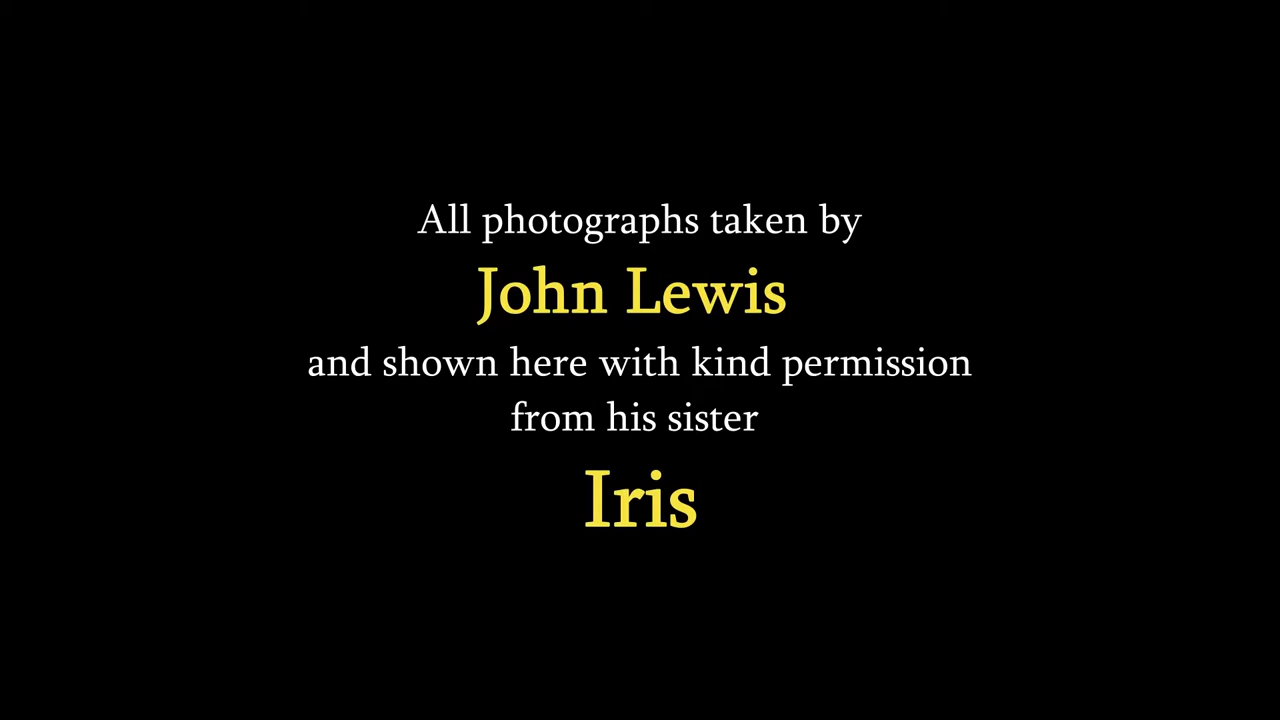 All photographs taken by
John Lewis
and shown here with kind permission
from his sister
Iris